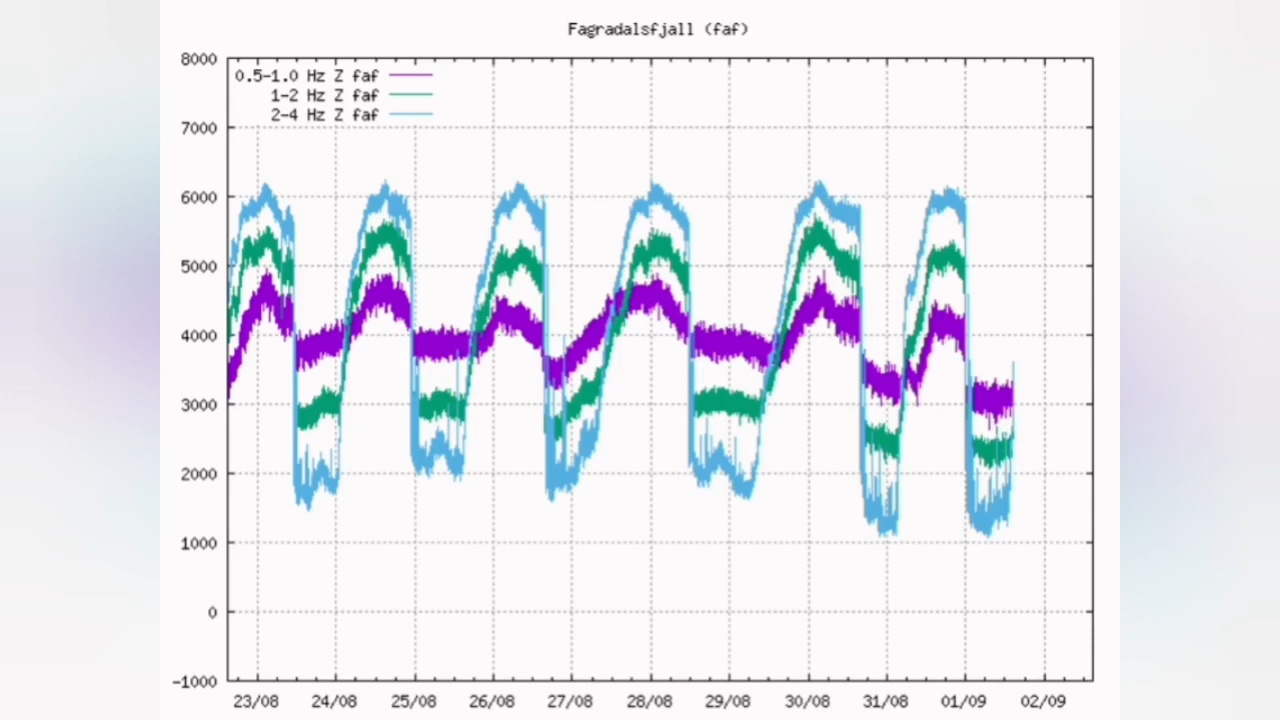 Fagradalsfjall (faf)
8000
0.5-1.0 Hz Z faf
1-2 Hz Z faf
2-4 Hz Z faf
7000
6000
5000
4000
3000
2000
1000
0
-1000
23/08 24/08 25/08 26/08 27/08 28/08 29/08 30/08 31/08 01/09 02/09